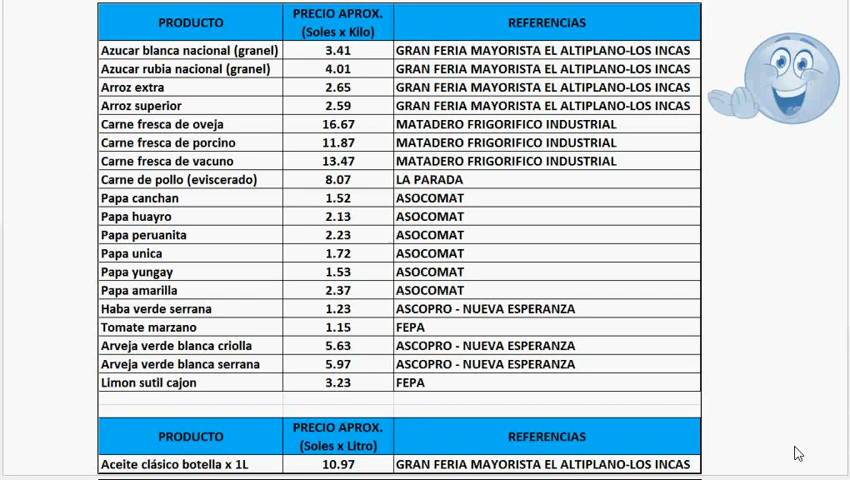 PRODUCTO PRECIO APROX. (Soles x Kilo) REFERENCIAS
Azucar blanca nacional (granel) 3.41 GRAN FERIA MAYORISTA EL ALTIPLANO-LOS INCAS
Azucar rubia nacional (granel) 4.01 GRAN FERIA MAYORISTA EL ALTIPLANO-LOS INCAS
Arroz extra 2.65 GRAN FERIA MAYORISTA EL ALTIPLANO-LOS INCAS
Arroz superior 2.59 GRAN FERIA MAYORISTA EL ALTIPLANO-LOS INCAS
Carne fresca de oveja 16.67 MATADERO FRIGORIFICO INDUSTRIAL
Carne fresca de porcino 11.87 MATADERO FRIGORIFICO INDUSTRIAL
Carne fresca de vacuno 13.47 MATADERO FRIGORIFICO INDUSTRIAL
Carne de pollo (eviscerado) 8.07 LA PARADA
Papa canchan 1.52 ASOCOMAT
Papa huayro 2.13 ASOCOMAT
Papa peruanita 2.23 ASOCOMAT
Papa unica 1.72 ASOCOMAT
Papa yungay 1.53 ASOCOMAT
Papa amarilla 2.37 ASOCOMAT
Haba verde serrana 1.23 ASCOPRO - NUEVA ESPERANZA
Tomate marzano 1.15 FEPA
Arveja verde blanca criolla 5.63 ASCOPRO - NUEVA ESPERANZA
Arveja verde blanca serrana 5.97 ASCOPRO - NUEVA ESPERANZA
Limon sutil cajon 3.23 FEPA
PRODUCTO PRECIO APROX. (Soles x Litro) REFERENCIAS
Aceite clásico botella x 1L 10.97 GRAN FERIA MAYORISTA EL ALTIPLANO-LOS INCAS